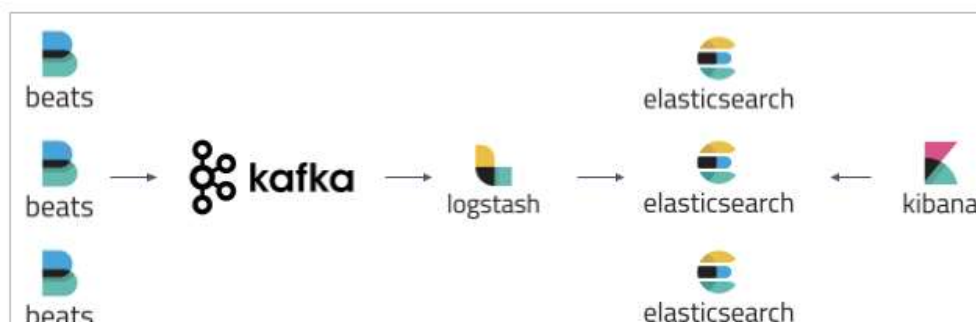 beats
elasticsearch
beats
kafka
logstash
elasticsearch
kibana
beats
elasticsearch